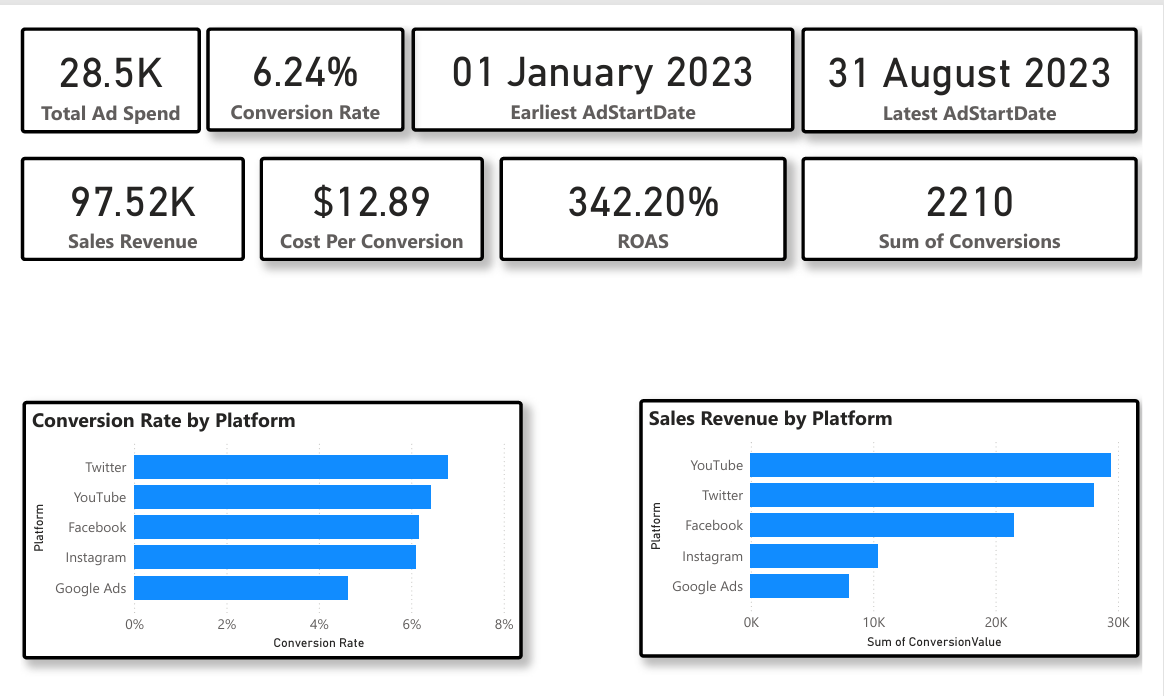 28.5K
Total Ad Spend
6.24%
Conversion Rate
01 January 2023
Earliest AdStartDate
31 August 2023
Latest AdStartDate
97.52K
Sales Revenue
$12.89
Cost Per Conversion
342.20%
ROAS
2210
Sum of Conversions
Conversion Rate by Platform
Platform
Twitter
YouTube
Facebook
Instagram
Google Ads
0% 2% 4% 6% 8%
Conversion Rate
Sales Revenue by Platform
Platform
YouTube
Twitter
Facebook
Instagram
Google Ads
0K 10K 20K 30K
Sum of ConversionValue